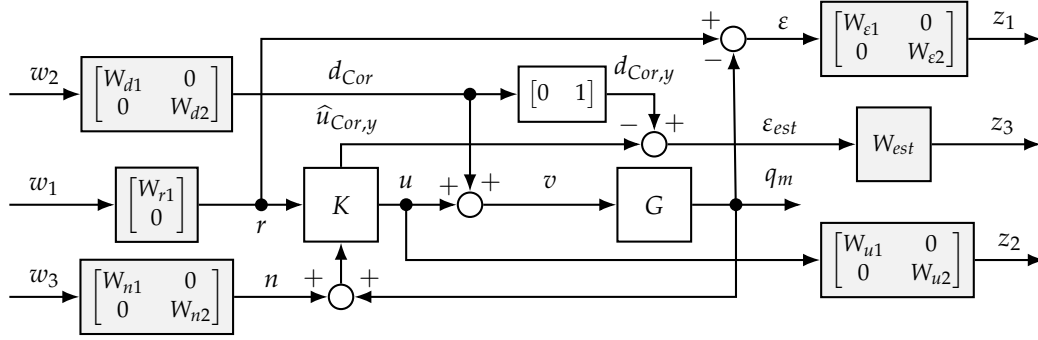 + ε [W_ε1 0; 0 W_ε2] z_1
−
w_2 [W_d1 0; 0 W_d2] d_Cor [0 1] d_Cor,y
û_Cor,y − + ε_est W_est z_3
w_1 [W_r1; 0] r K u + + v G q_m
[W_u1 0; 0 W_u2] z_2
w_3 [W_n1 0; 0 W_n2] n + +